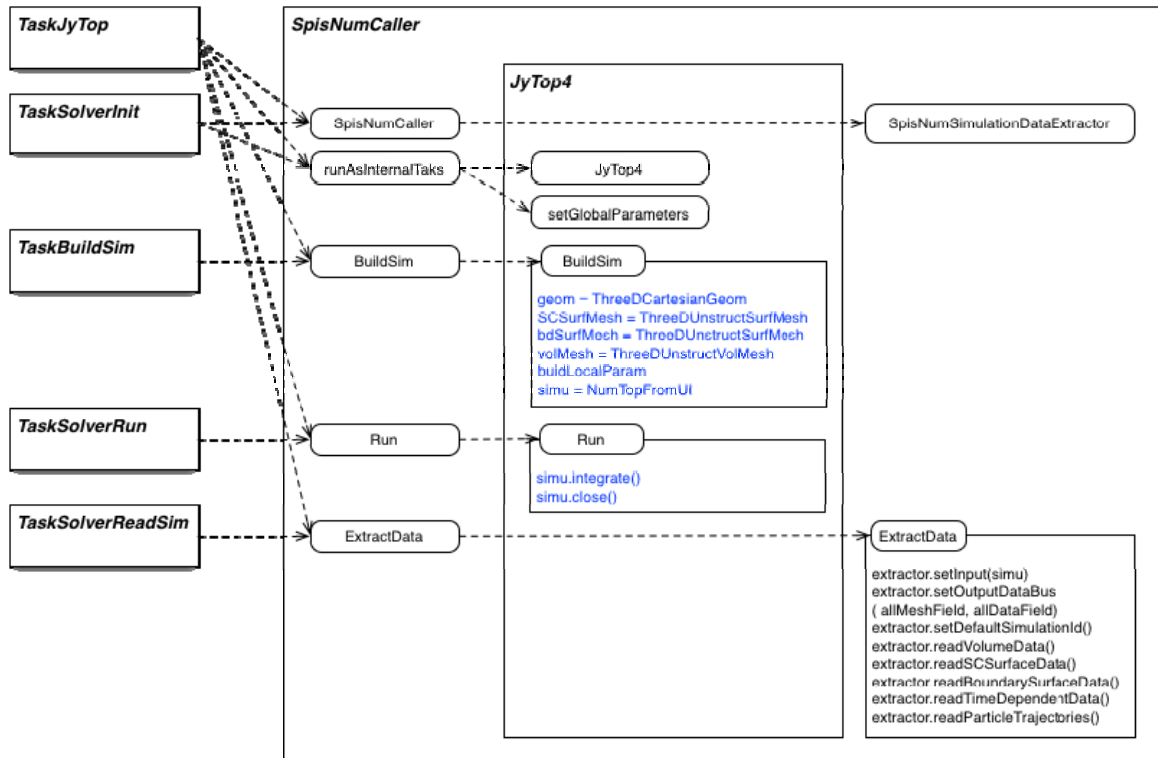 TaskJyTop
SpisNumCaller
JyTop4
TaskSolverInit
SpisNumCaller
SpisNumSimulationDataExtractor
runAsInternalTaks
JyTop4
setGlobalParameters
TaskBuildSim
BuildSim
BuildSim
geom = ThreeDCartesianGeom
SCSurfMesh = ThreeDUnstructSurfMesh
bdSurfMesh = ThreeDUnstructSurfMesh
volMesh = ThreeDUnstructVolMesh
buidLocalParam
simu = NumTopFromUI
TaskSolverRun
Run
Run
simu.integrate()
simu.close()
TaskSolverReadSim
ExtractData
ExtractData
extractor.setInput(simu)
extractor.setOutputDataBus
( allMeshField, allDataField)
extractor.setDefaultSimulationId()
extractor.readVolumeData()
extractor.readSCSurfaceData()
extractor.readBoundarySurfaceData()
extractor.readTimeDependentData()
extractor.readParticleTrajectories()